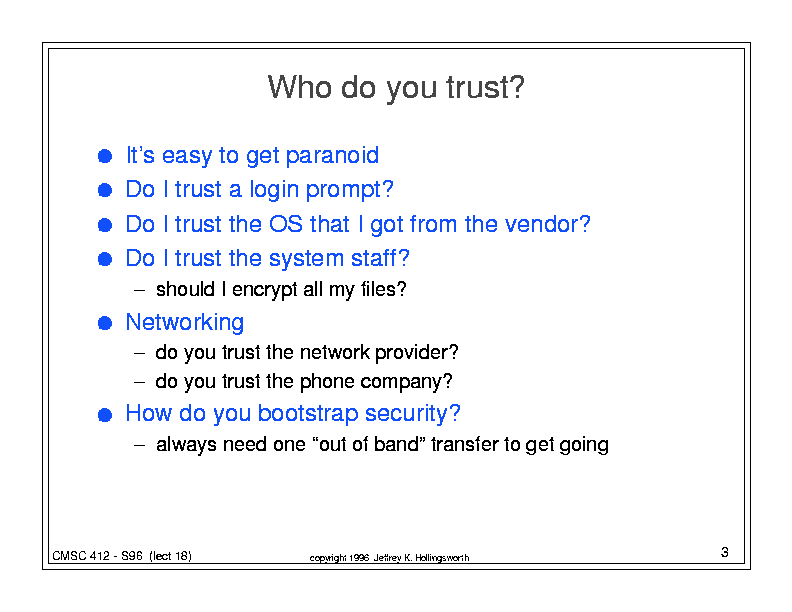 Who do you trust?
● It's easy to get paranoid
● Do I trust a login prompt?
● Do I trust the OS that I got from the vendor?
● Do I trust the system staff?
– should I encrypt all my files?
● Networking
– do you trust the network provider?
– do you trust the phone company?
● How do you bootstrap security?
– always need one “out of band” transfer to get going
CMSC 412 - S96 (lect 18)
copyright 1996 Jeffrey K. Hollingsworth
3